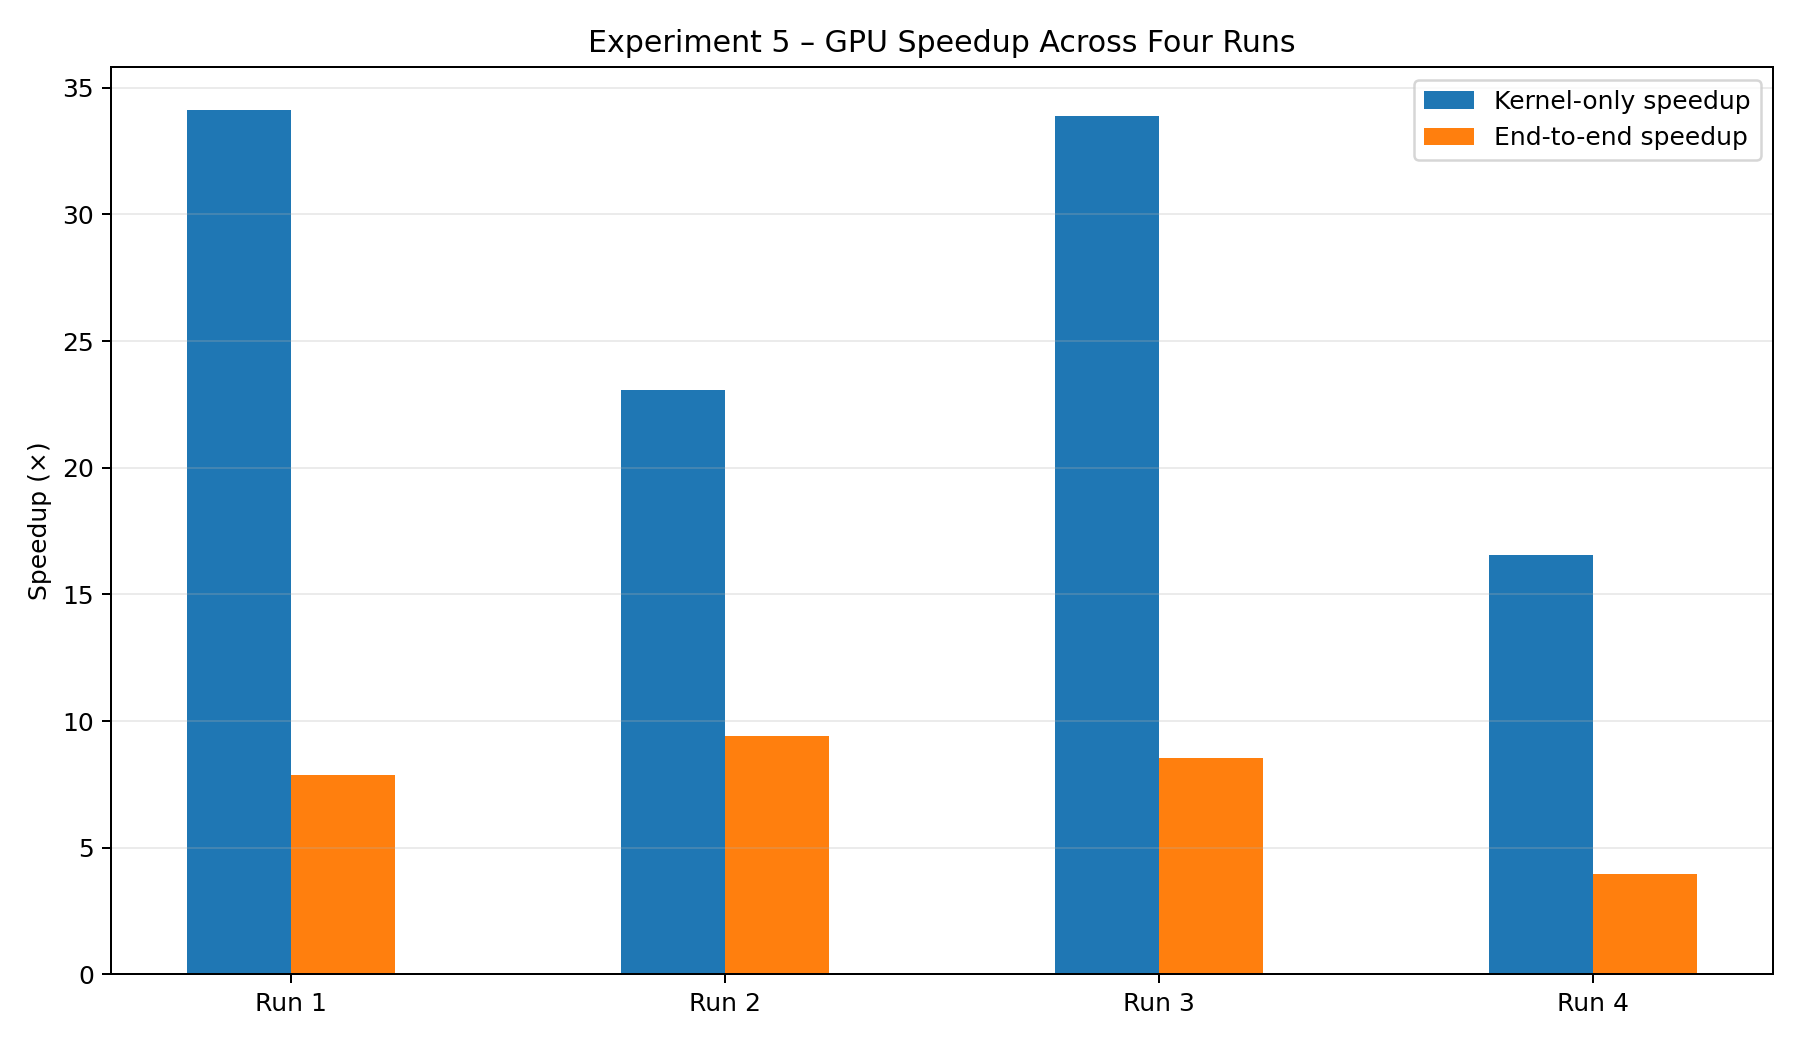 Experiment 5 – GPU Speedup Across Four Runs
Kernel-only speedup
End-to-end speedup
Speedup (×)
35
30
25
20
15
10
5
0
Run 1
Run 2
Run 3
Run 4